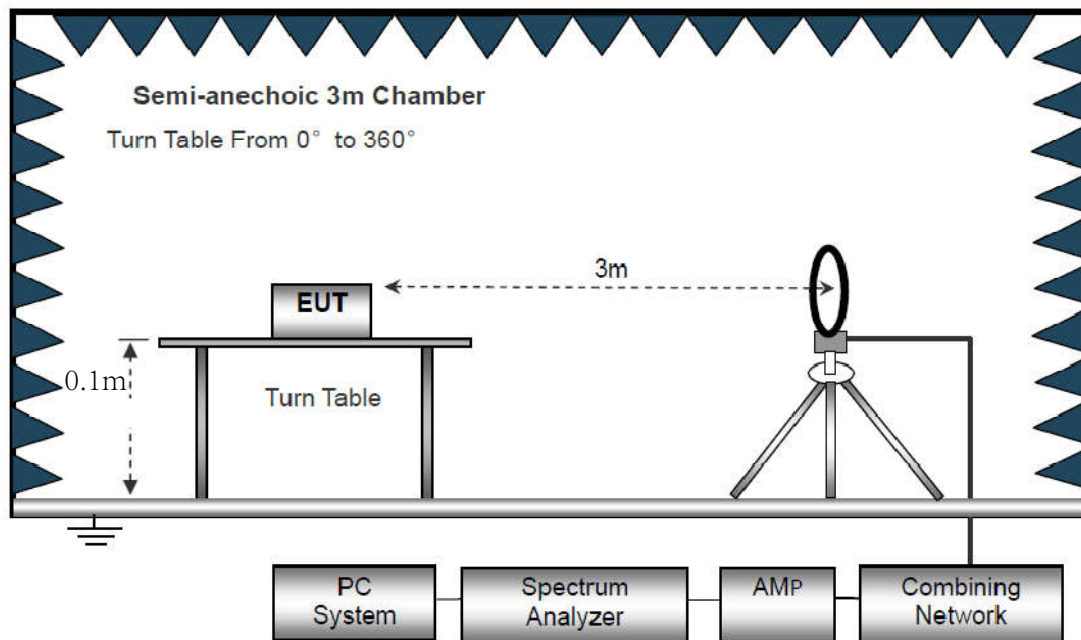 Semi-anechoic 3m Chamber
Turn Table From 0° to 360°
3m
EUT
0.1m
Turn Table
PC
System
Spectrum
Analyzer
AMP
Combining
Network